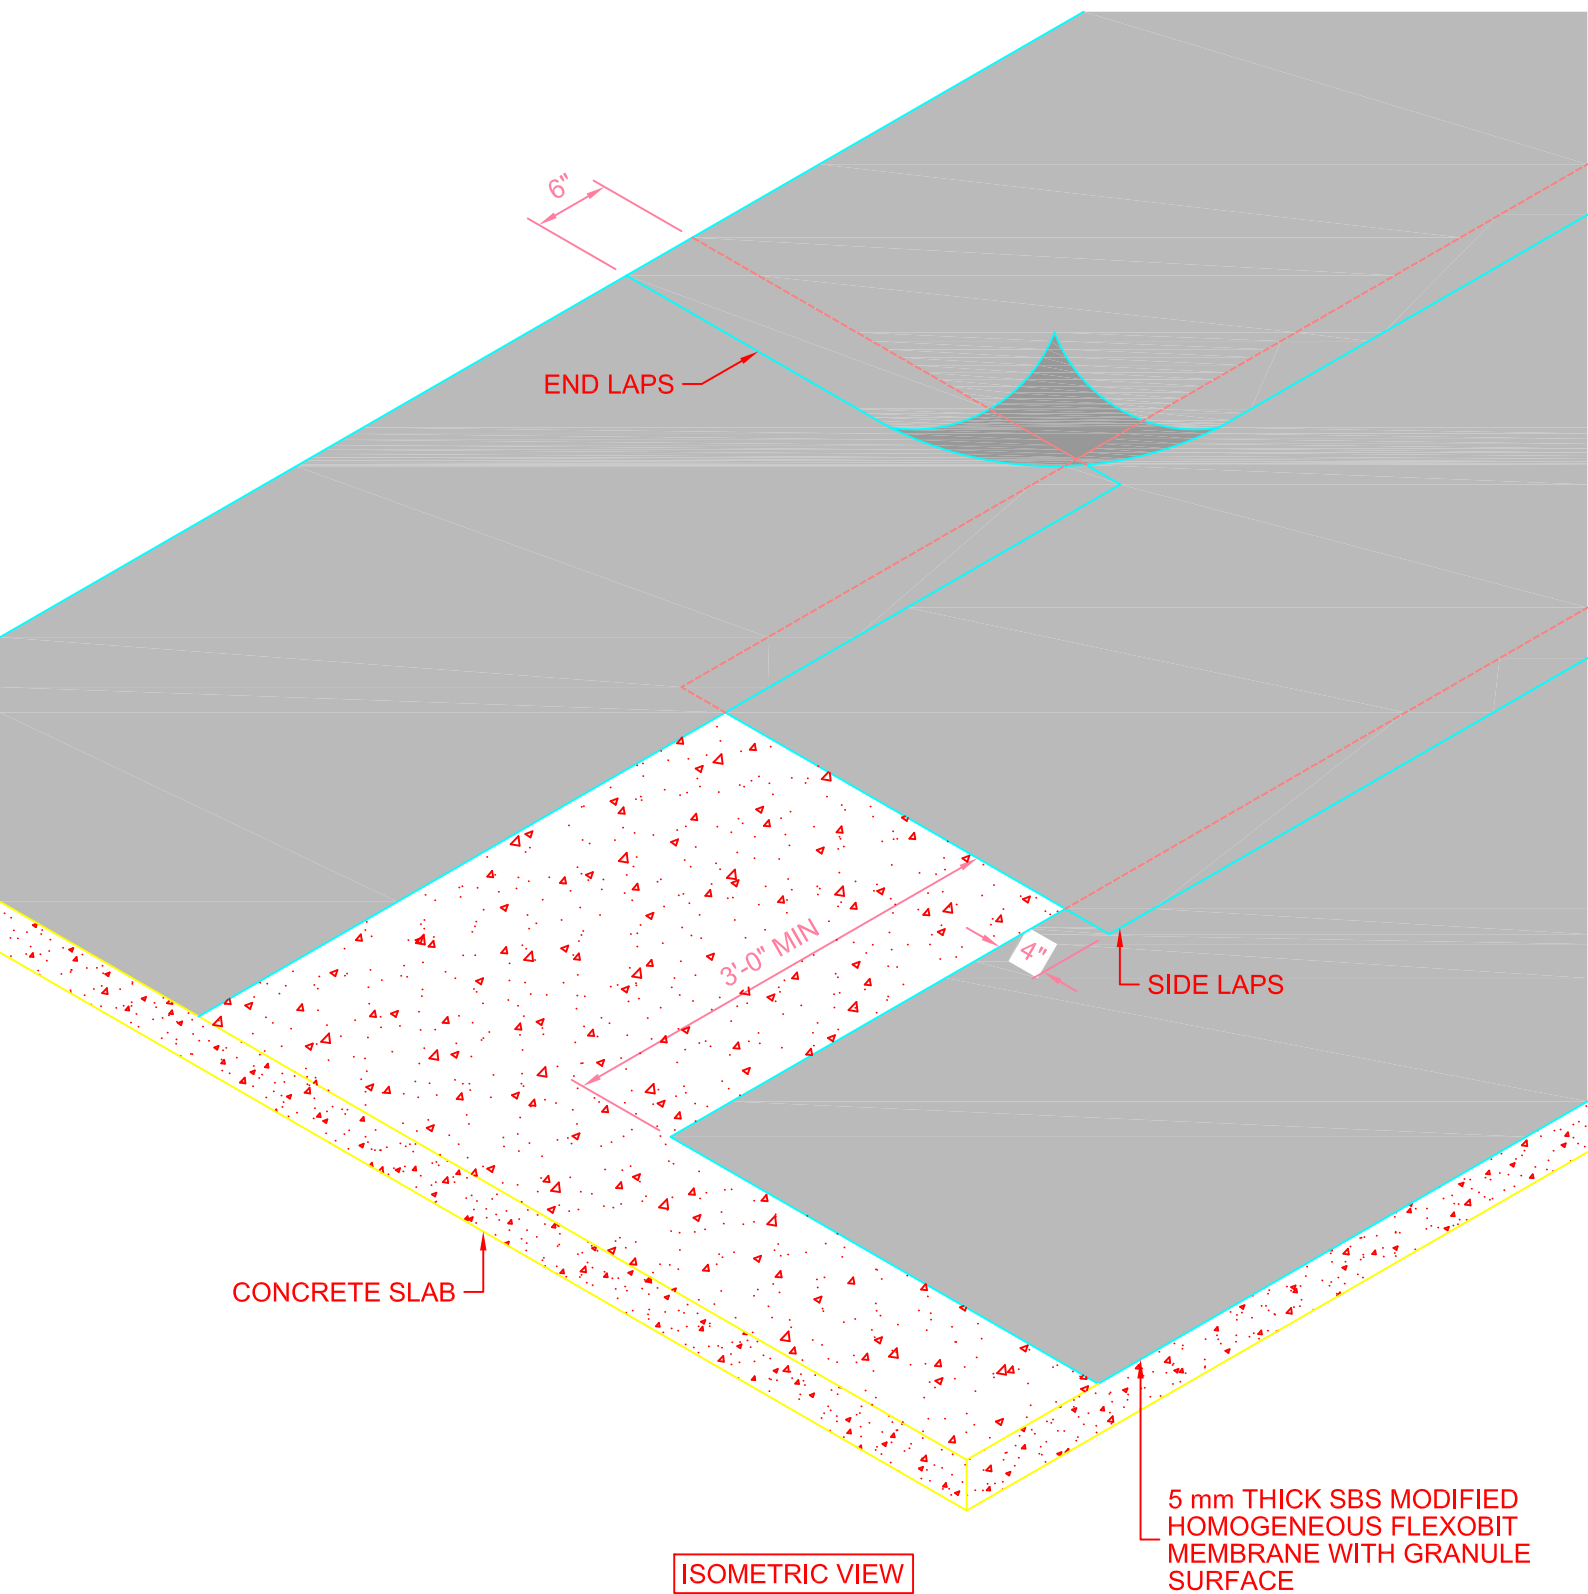 6"
END LAPS
3'-0" MIN
4"
SIDE LAPS
CONCRETE SLAB
5 mm THICK SBS MODIFIED
HOMOGENEOUS FLEXOBIT
MEMBRANE WITH GRANULE
SURFACE
ISOMETRIC VIEW